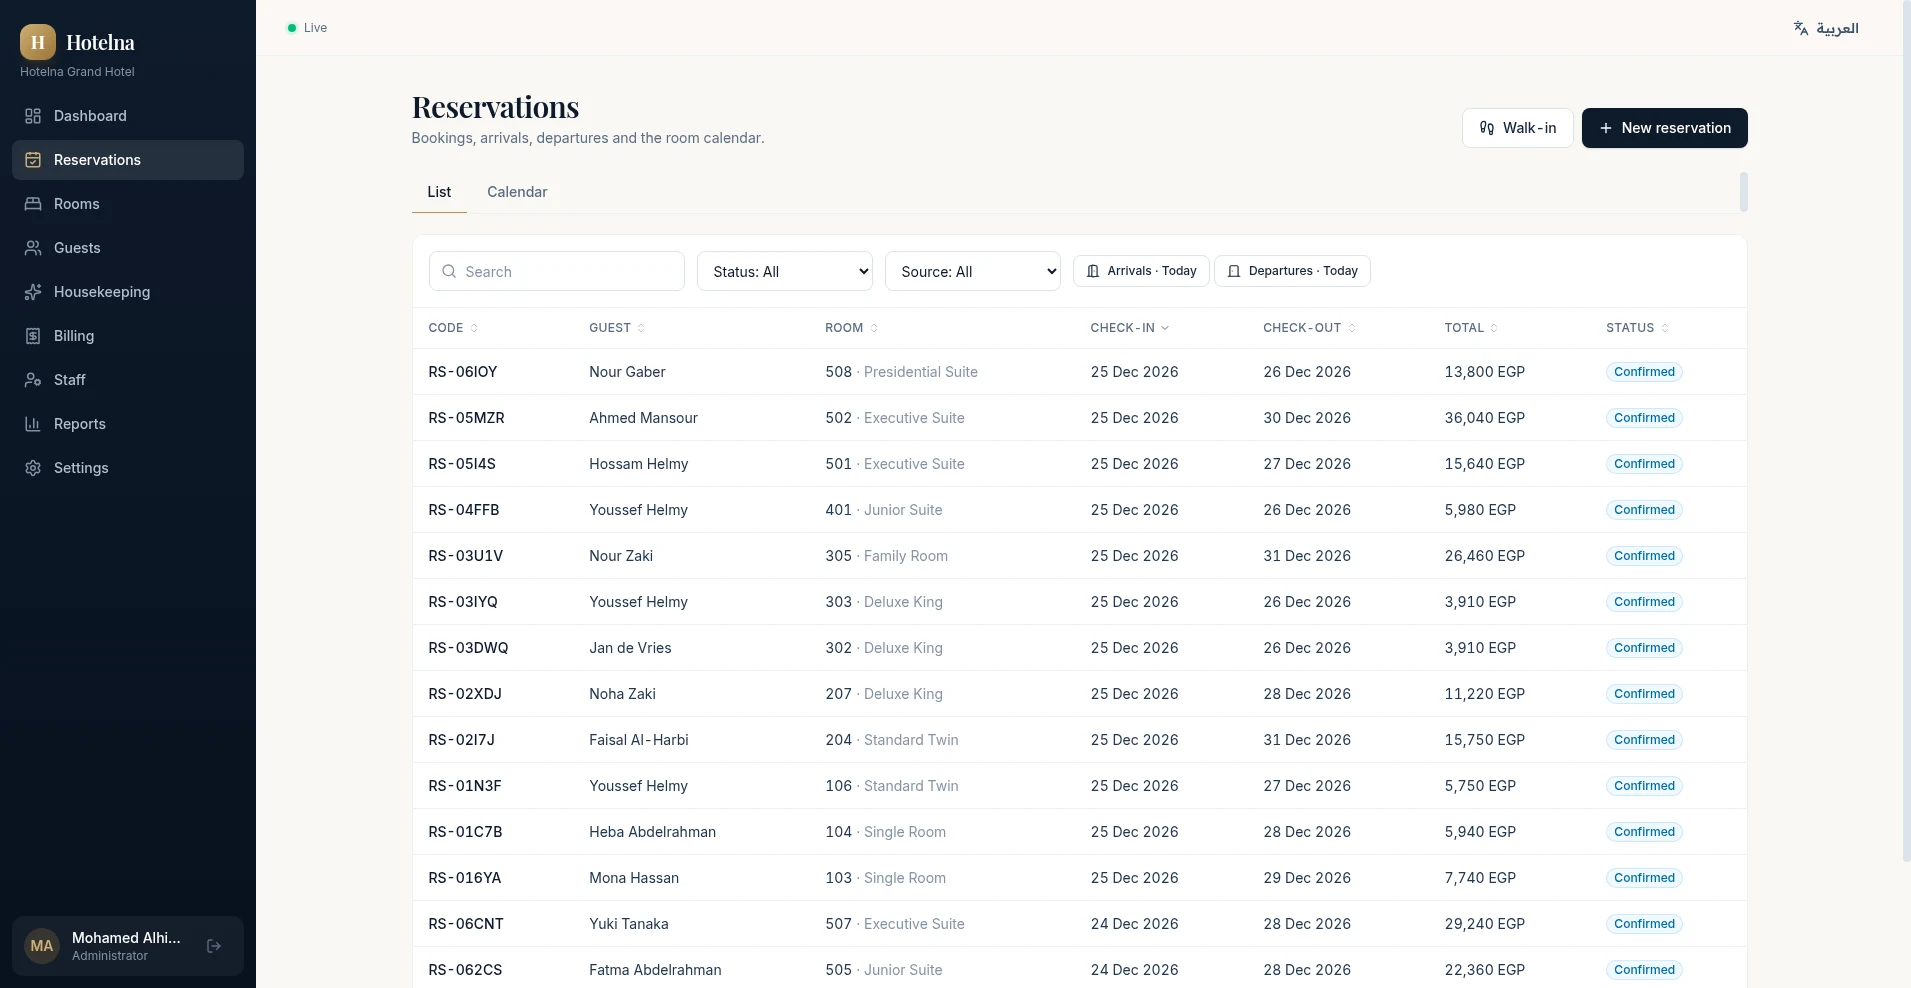 H Hotelna
Hotelna Grand Hotel
Dashboard
Reservations
Rooms
Guests
Housekeeping
Billing
Staff
Reports
Settings
MA Mohamed Alhi...
Administrator
Live
العربية
Reservations
Bookings, arrivals, departures and the room calendar.
Walk-in
+ New reservation
List Calendar
Search Status: All Source: All Arrivals · Today Departures · Today
CODE GUEST ROOM CHECK-IN CHECK-OUT TOTAL STATUS
RS-06IOY Nour Gaber 508 · Presidential Suite 25 Dec 2026 26 Dec 2026 13,800 EGP Confirmed
RS-05MZR Ahmed Mansour 502 · Executive Suite 25 Dec 2026 30 Dec 2026 36,040 EGP Confirmed
RS-05I4S Hossam Helmy 501 · Executive Suite 25 Dec 2026 27 Dec 2026 15,640 EGP Confirmed
RS-04FFB Youssef Helmy 401 · Junior Suite 25 Dec 2026 26 Dec 2026 5,980 EGP Confirmed
RS-03U1V Nour Zaki 305 · Family Room 25 Dec 2026 31 Dec 2026 26,460 EGP Confirmed
RS-03IYQ Youssef Helmy 303 · Deluxe King 25 Dec 2026 26 Dec 2026 3,910 EGP Confirmed
RS-03DWQ Jan de Vries 302 · Deluxe King 25 Dec 2026 26 Dec 2026 3,910 EGP Confirmed
RS-02XDJ Noha Zaki 207 · Deluxe King 25 Dec 2026 28 Dec 2026 11,220 EGP Confirmed
RS-02I7J Faisal Al-Harbi 204 · Standard Twin 25 Dec 2026 31 Dec 2026 15,750 EGP Confirmed
RS-01N3F Youssef Helmy 106 · Standard Twin 25 Dec 2026 27 Dec 2026 5,750 EGP Confirmed
RS-01C7B Heba Abdelrahman 104 · Single Room 25 Dec 2026 28 Dec 2026 5,940 EGP Confirmed
RS-016YA Mona Hassan 103 · Single Room 25 Dec 2026 29 Dec 2026 7,740 EGP Confirmed
RS-06CNT Yuki Tanaka 507 · Executive Suite 24 Dec 2026 28 Dec 2026 29,240 EGP Confirmed
RS-062CS Fatma Abdelrahman 505 · Junior Suite 24 Dec 2026 28 Dec 2026 22,360 EGP Confirmed